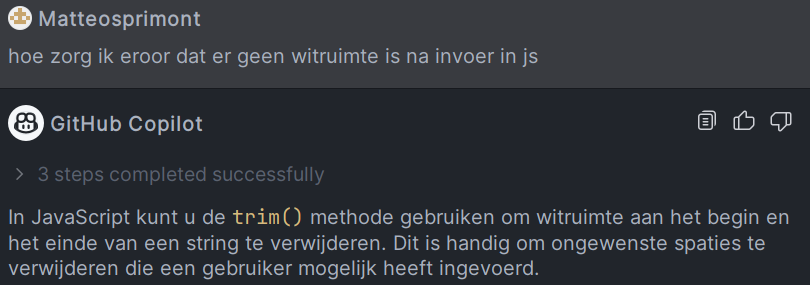 Matteosprimont
hoe zorg ik eroor dat er geen witruimte is na invoer in js
GitHub Copilot
3 steps completed successfully
In JavaScript kunt u de trim() methode gebruiken om witruimte aan het begin en
het einde van een string te verwijderen. Dit is handig om ongewenste spaties te
verwijderen die een gebruiker mogelijk heeft ingevoerd.